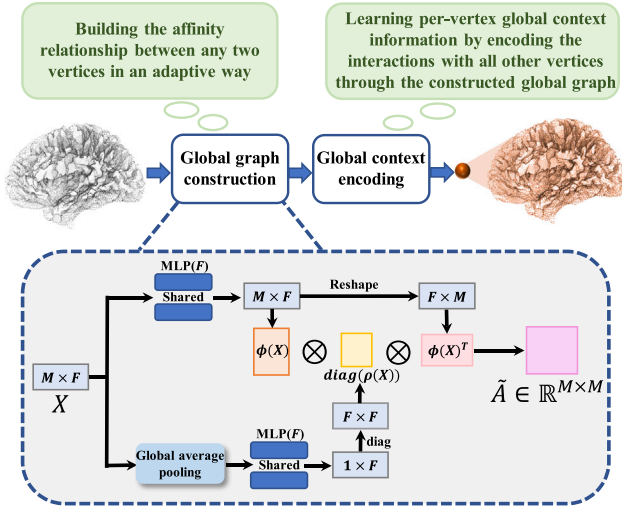 Building the affinity
relationship between any two
vertices in an adaptive way
Learning per-vertex global context
information by encoding the
interactions with all other vertices
through the constructed global graph
Global graph
construction
Global context
encoding
MLP(F)
Shared
M × F
Reshape
F × M
ϕ(X)
⊗
diag(ρ(X))
⊗
ϕ(X)ᵀ
M × F
X
Ã ∈ ℝᴹˣᴹ
F × F
diag
Global average
pooling
MLP(F)
Shared
1 × F